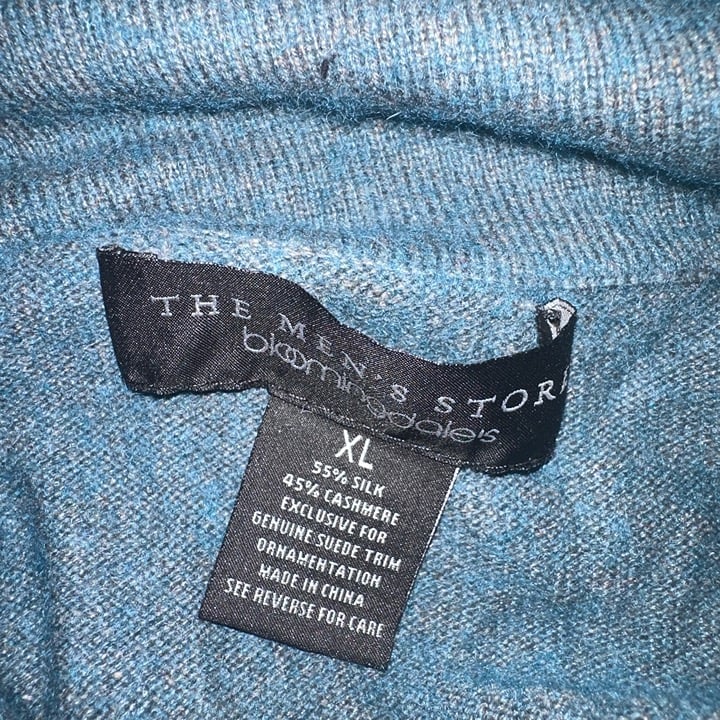 THE MEN'S STORE
bloomingdale's
XL
55% SILK
45% CASHMERE
EXCLUSIVE FOR
GENUINE SUEDE TRIM
ORNAMENTATION
MADE IN CHINA
SEE REVERSE FOR CARE